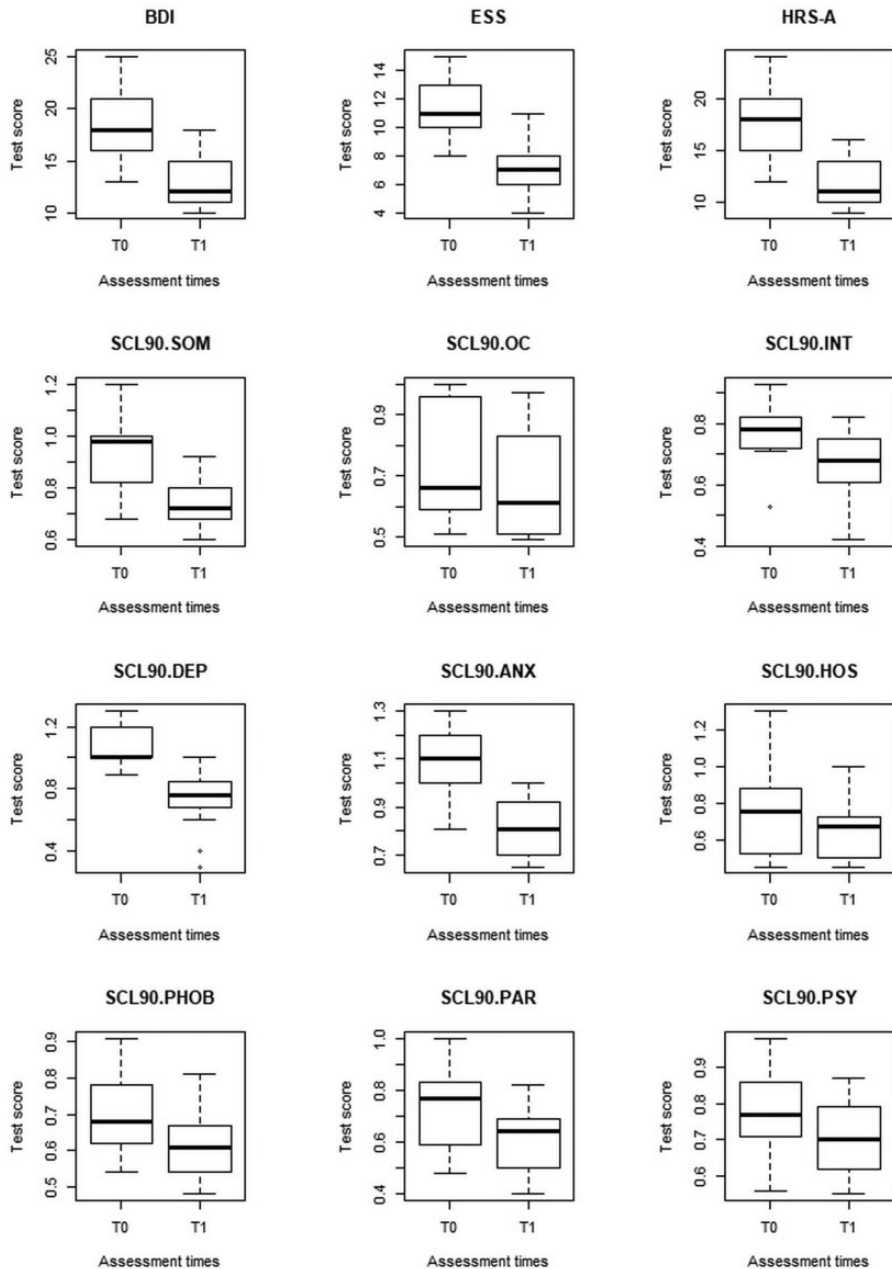 BDI ESS HRS-A
Test score Test score Test score
10 15 20 25
4 6 8 10 12 14
10 15 20
T0 T1 T0 T1 T0 T1
Assessment times Assessment times Assessment times
SCL90.SOM SCL90.OC SCL90.INT
Test score Test score Test score
0.6 0.8 1.0 1.2
0.5 0.7 0.9
0.4 0.6 0.8
T0 T1 T0 T1 T0 T1
Assessment times Assessment times Assessment times
SCL90.DEP SCL90.ANX SCL90.HOS
Test score Test score Test score
0.4 0.8 1.2
0.7 0.9 1.1 1.3
0.6 0.8 1.0 1.2
T0 T1 T0 T1 T0 T1
Assessment times Assessment times Assessment times
SCL90.PHOB SCL90.PAR SCL90.PSY
Test score Test score Test score
0.5 0.6 0.7 0.8 0.9
0.4 0.6 0.8 1.0
0.6 0.7 0.8 0.9
T0 T1 T0 T1 T0 T1
Assessment times Assessment times Assessment times